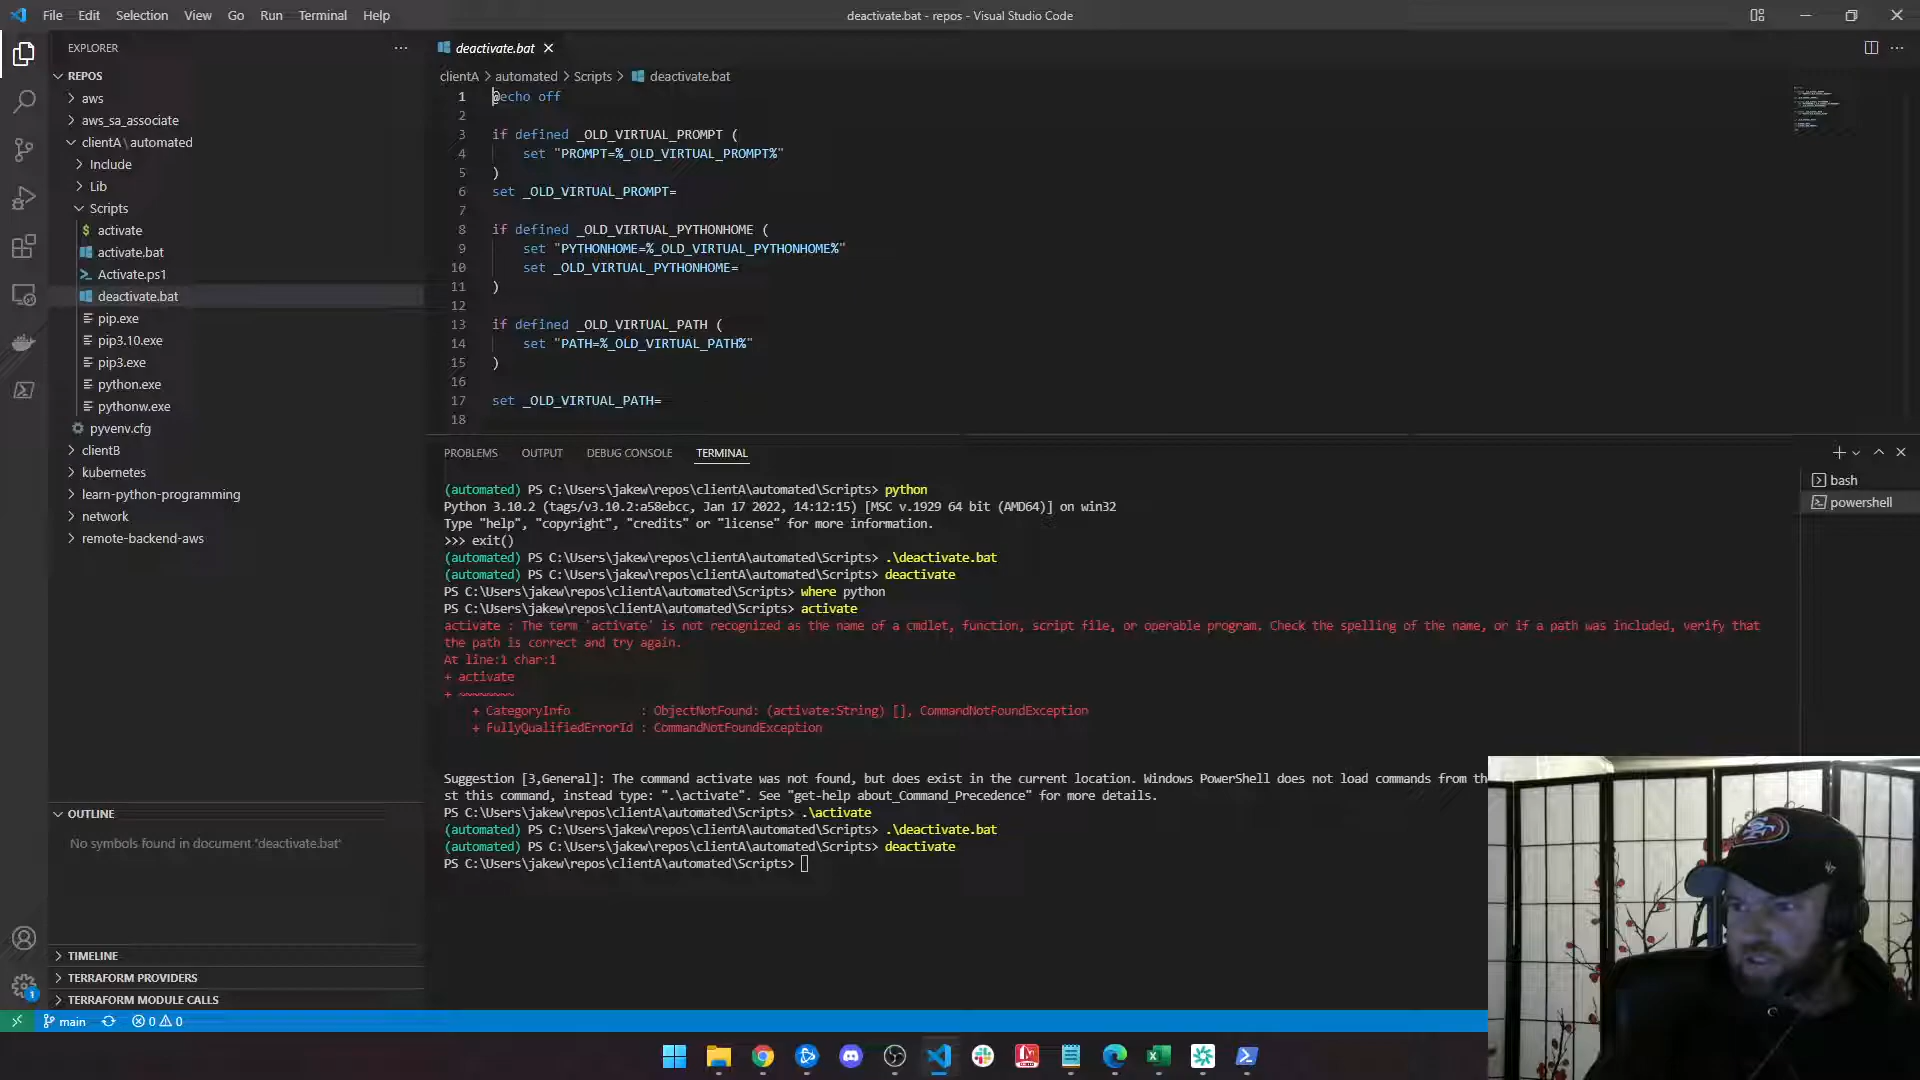 File Edit Selection View Go Run Terminal Help
deactivate.bat - repos - Visual Studio Code
EXPLORER
REPOS
aws
aws_sa_associate
clientA \ automated
Include
Lib
Scripts
$ activate
activate.bat
Activate.ps1
deactivate.bat
pip.exe
pip3.10.exe
pip3.exe
python.exe
pythonw.exe
pyvenv.cfg
clientB
kubernetes
learn-python-programming
network
remote-backend-aws
OUTLINE
No symbols found in document 'deactivate.bat'
TIMELINE
TERRAFORM PROVIDERS
TERRAFORM MODULE CALLS
deactivate.bat
clientA > automated > Scripts > deactivate.bat
1 @echo off
2
3 if defined _OLD_VIRTUAL_PROMPT (
4 set "PROMPT=%_OLD_VIRTUAL_PROMPT%"
5 )
6 set _OLD_VIRTUAL_PROMPT=
7
8 if defined _OLD_VIRTUAL_PYTHONHOME (
9 set "PYTHONHOME=%_OLD_VIRTUAL_PYTHONHOME%"
10 set _OLD_VIRTUAL_PYTHONHOME=
11 )
12
13 if defined _OLD_VIRTUAL_PATH (
14 set "PATH=%_OLD_VIRTUAL_PATH%"
15 )
16
17 set _OLD_VIRTUAL_PATH=
18
PROBLEMS OUTPUT DEBUG CONSOLE TERMINAL
bash
powershell
(automated) PS C:\Users\jakew\repos\clientA\automated\Scripts> python
Python 3.10.2 (tags/v3.10.2:a58ebcc, Jan 17 2022, 14:12:15) [MSC v.1929 64 bit (AMD64)] on win32
Type "help", "copyright", "credits" or "license" for more information.
>>> exit()
(automated) PS C:\Users\jakew\repos\clientA\automated\Scripts> .\deactivate.bat
(automated) PS C:\Users\jakew\repos\clientA\automated\Scripts> deactivate
PS C:\Users\jakew\repos\clientA\automated\Scripts> where python
PS C:\Users\jakew\repos\clientA\automated\Scripts> activate
activate : The term 'activate' is not recognized as the name of a cmdlet, function, script file, or operable program. Check the spelling of the name, or if a path was included, verify that
the path is correct and try again.
At line:1 char:1
+ activate
+ ~~~~~~~~
+ CategoryInfo : ObjectNotFound: (activate:String) [], CommandNotFoundException
+ FullyQualifiedErrorId : CommandNotFoundException
Suggestion [3,General]: The command activate was not found, but does exist in the current location. Windows PowerShell does not load commands from th
st this command, instead type: ".\activate". See "get-help about_Command_Precedence" for more details.
PS C:\Users\jakew\repos\clientA\automated\Scripts> .\activate
(automated) PS C:\Users\jakew\repos\clientA\automated\Scripts> .\deactivate.bat
(automated) PS C:\Users\jakew\repos\clientA\automated\Scripts> deactivate
PS C:\Users\jakew\repos\clientA\automated\Scripts>
1
main 0 0